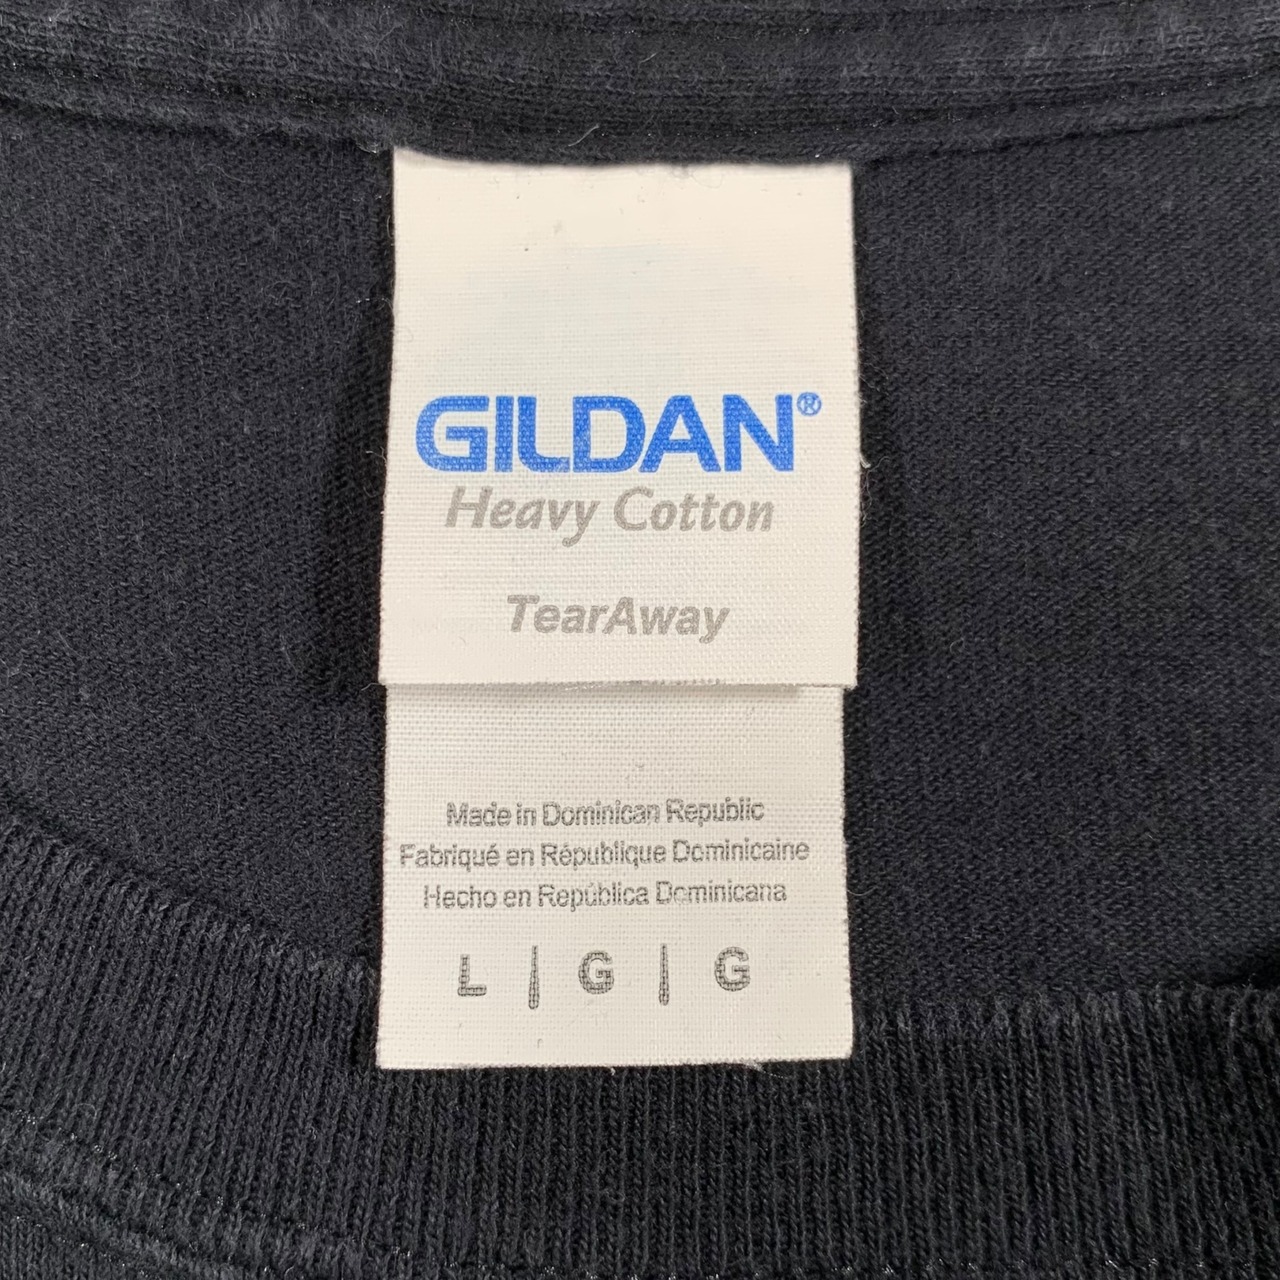 GILDAN®
Heavy Cotton
TearAway
Made in Dominican Republic
Fabriqué en République Dominicaine
Hecho en República Dominicana
L | G | G